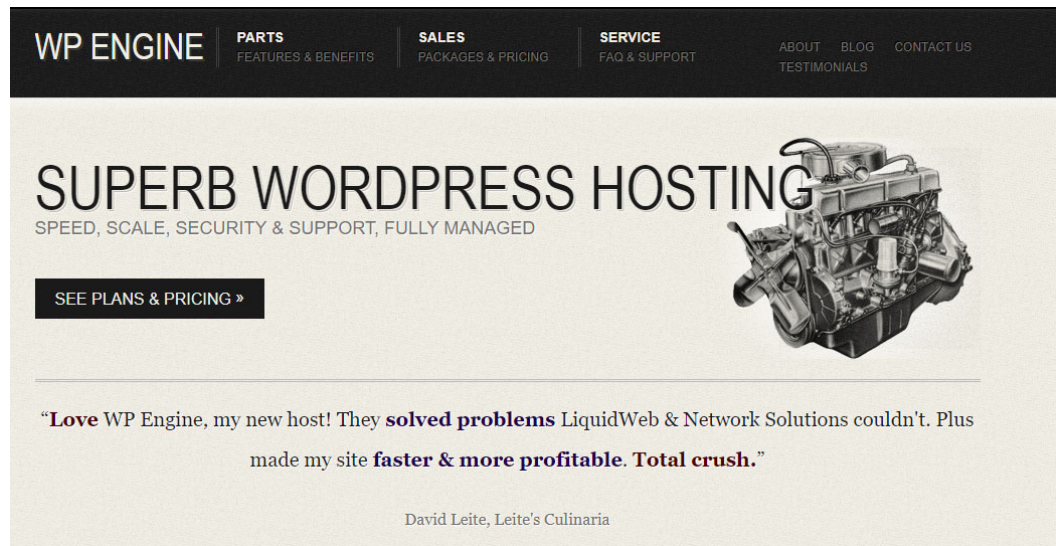 WP ENGINE
PARTS
FEATURES & BENEFITS
SALES
PACKAGES & PRICING
SERVICE
FAQ & SUPPORT
ABOUT BLOG CONTACT US
TESTIMONIALS
SUPERB WORDPRESS HOSTING
SPEED, SCALE, SECURITY & SUPPORT, FULLY MANAGED
SEE PLANS & PRICING »
“Love WP Engine, my new host! They solved problems LiquidWeb & Network Solutions couldn't. Plus
made my site faster & more profitable. Total crush.”
David Leite, Leite's Culinaria